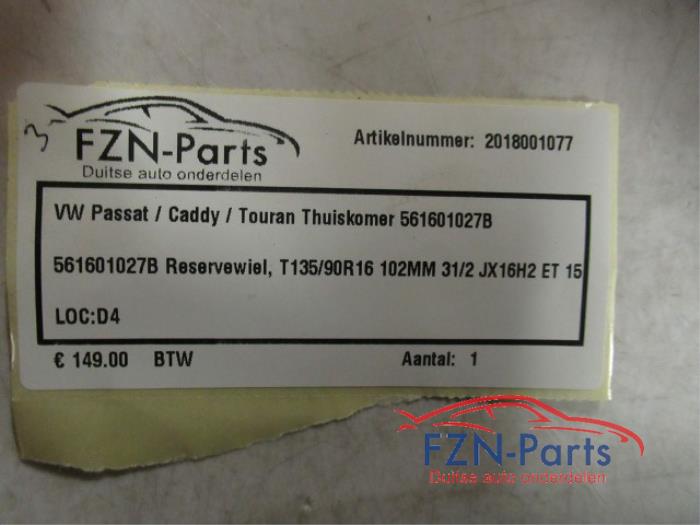 3
FZN-Parts
Duitse auto onderdelen
Artikelnummer: 2018001077
VW Passat / Caddy / Touran Thuiskomer 561601027B
561601027B Reservewiel, T135/90R16 102MM 31/2 JX16H2 ET 15
LOC:D4
€ 149.00 BTW Aantal: 1
FZN-Parts
Duitse auto onderdelen